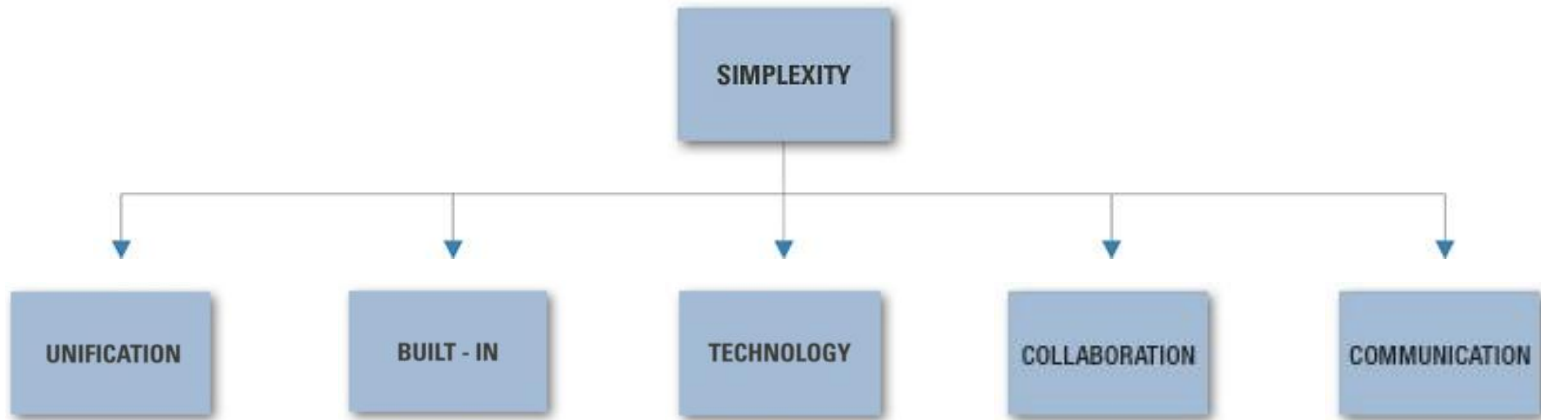 SIMPLEXITY
UNIFICATION
BUILT - IN
TECHNOLOGY
COLLABORATION
COMMUNICATION